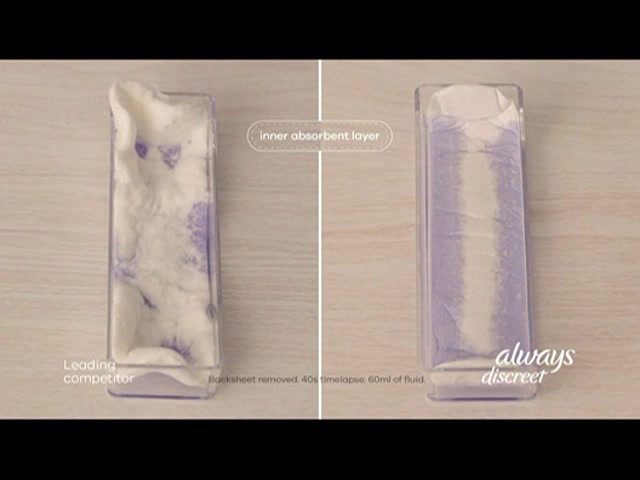 inner absorbent layer
Leading
competitor
Backsheet removed. 40s timelapse. 60ml of fluid.
always
discreet